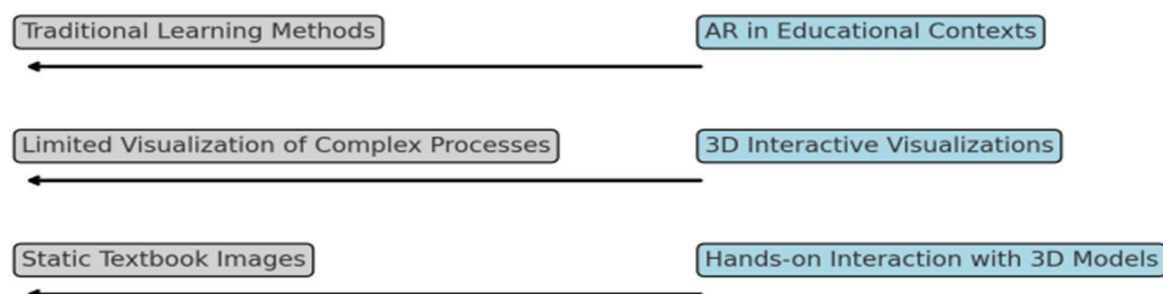 Traditional Learning Methods
AR in Educational Contexts
Limited Visualization of Complex Processes
3D Interactive Visualizations
Static Textbook Images
Hands-on Interaction with 3D Models